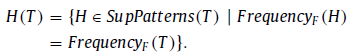 H(T) = {H ∈ SupPatterns(T) | Frequency_F(H)
= Frequency_F(T)}.